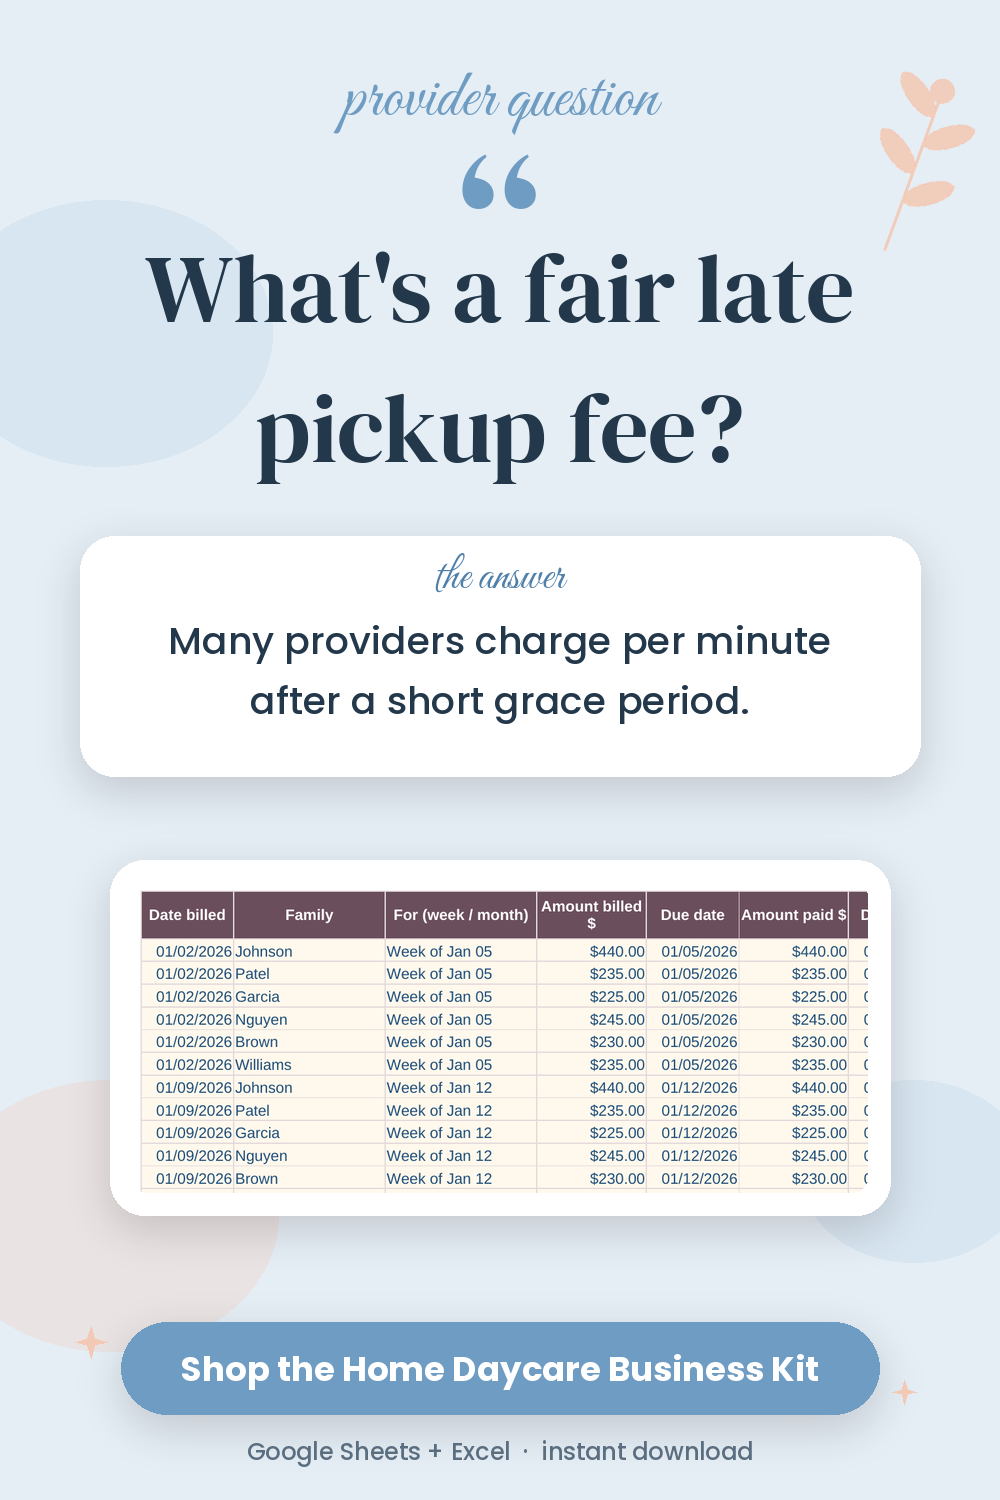 provider question
“
What's a fair late
pickup fee?
the answer
Many providers charge per minute
after a short grace period.
Date billed Family For (week / month) Amount billed $ Due date Amount paid $
01/02/2026 Johnson Week of Jan 05 $440.00 01/05/2026 $440.00
01/02/2026 Patel Week of Jan 05 $235.00 01/05/2026 $235.00
01/02/2026 Garcia Week of Jan 05 $225.00 01/05/2026 $225.00
01/02/2026 Nguyen Week of Jan 05 $245.00 01/05/2026 $245.00
01/02/2026 Brown Week of Jan 05 $230.00 01/05/2026 $230.00
01/02/2026 Williams Week of Jan 05 $235.00 01/05/2026 $235.00
01/09/2026 Johnson Week of Jan 12 $440.00 01/12/2026 $440.00
01/09/2026 Patel Week of Jan 12 $235.00 01/12/2026 $235.00
01/09/2026 Garcia Week of Jan 12 $225.00 01/12/2026 $225.00
01/09/2026 Nguyen Week of Jan 12 $245.00 01/12/2026 $245.00
01/09/2026 Brown Week of Jan 12 $230.00 01/12/2026 $230.00
Shop the Home Daycare Business Kit
Google Sheets + Excel · instant download